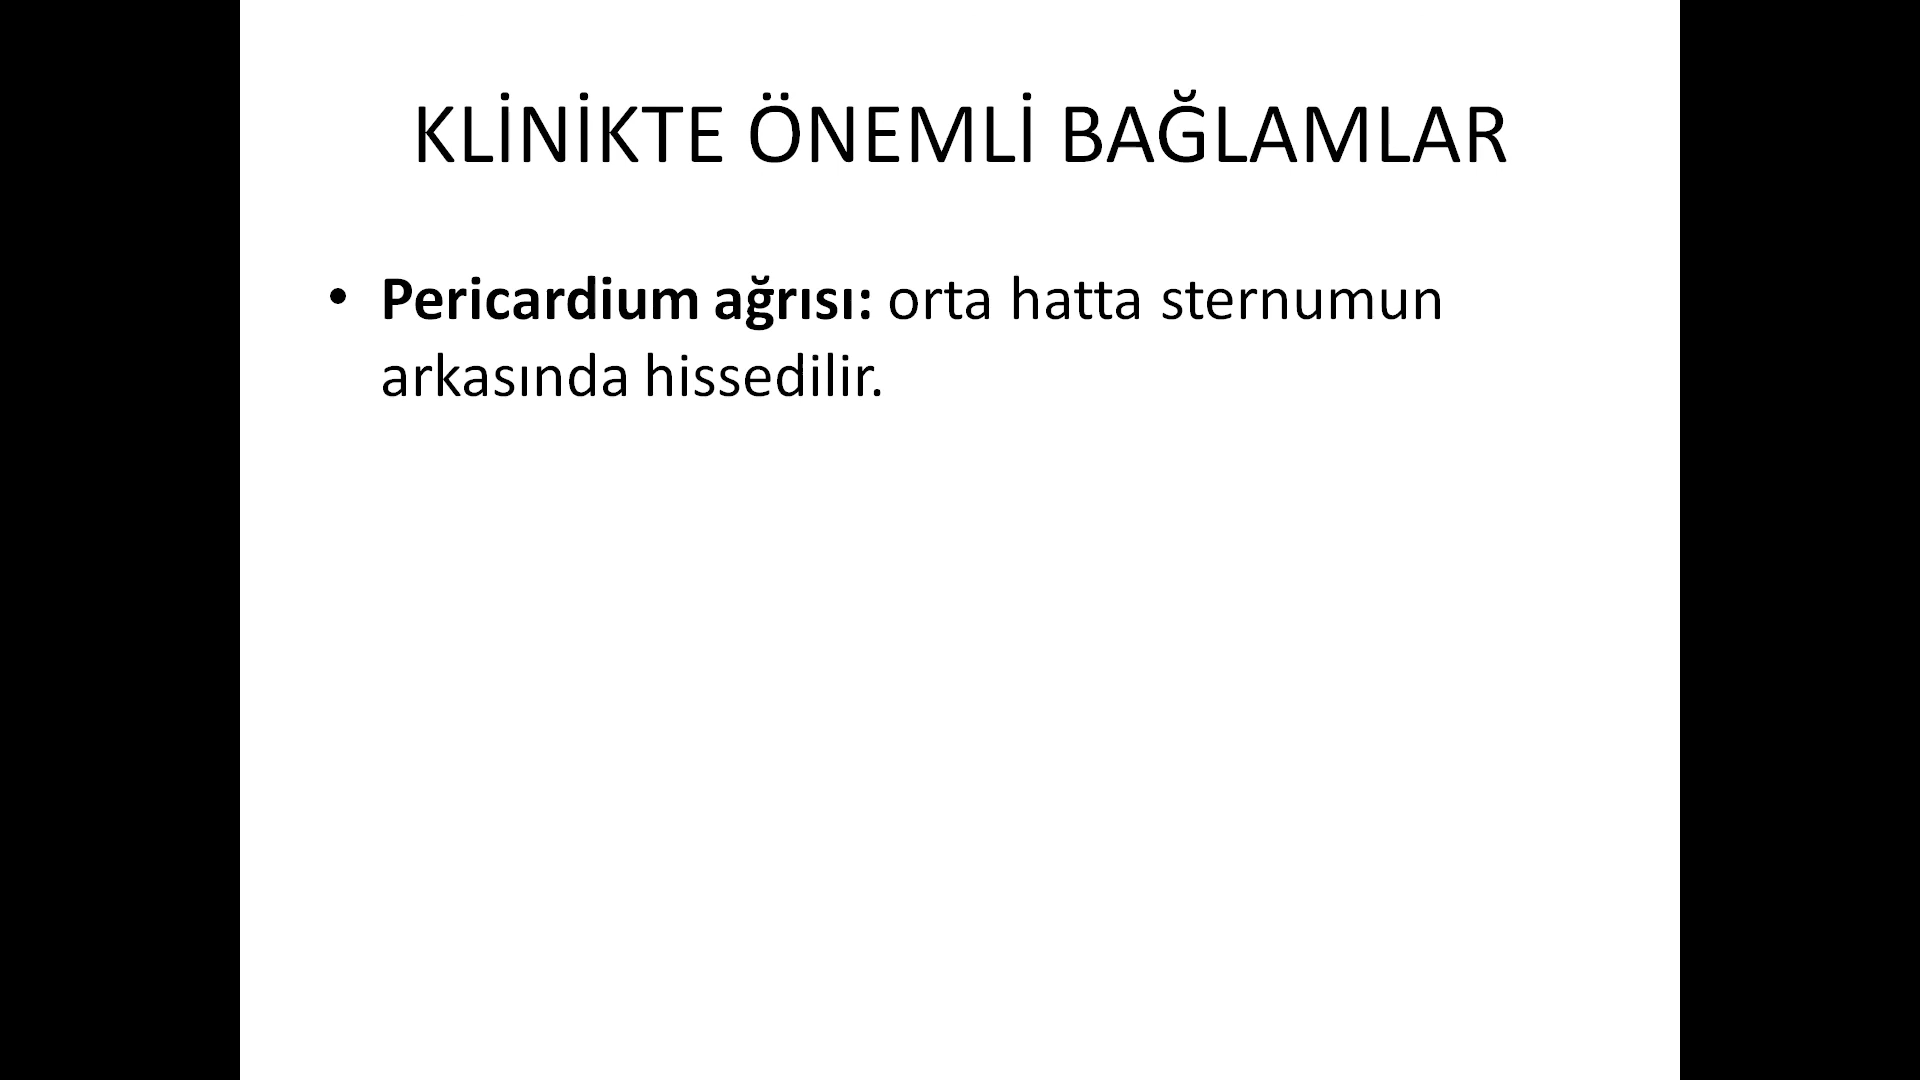 KLİNİKTE ÖNEMLİ BAĞLAMLAR
• Pericardium ağrısı: orta hatta sternumun
arkasında hissedilir.